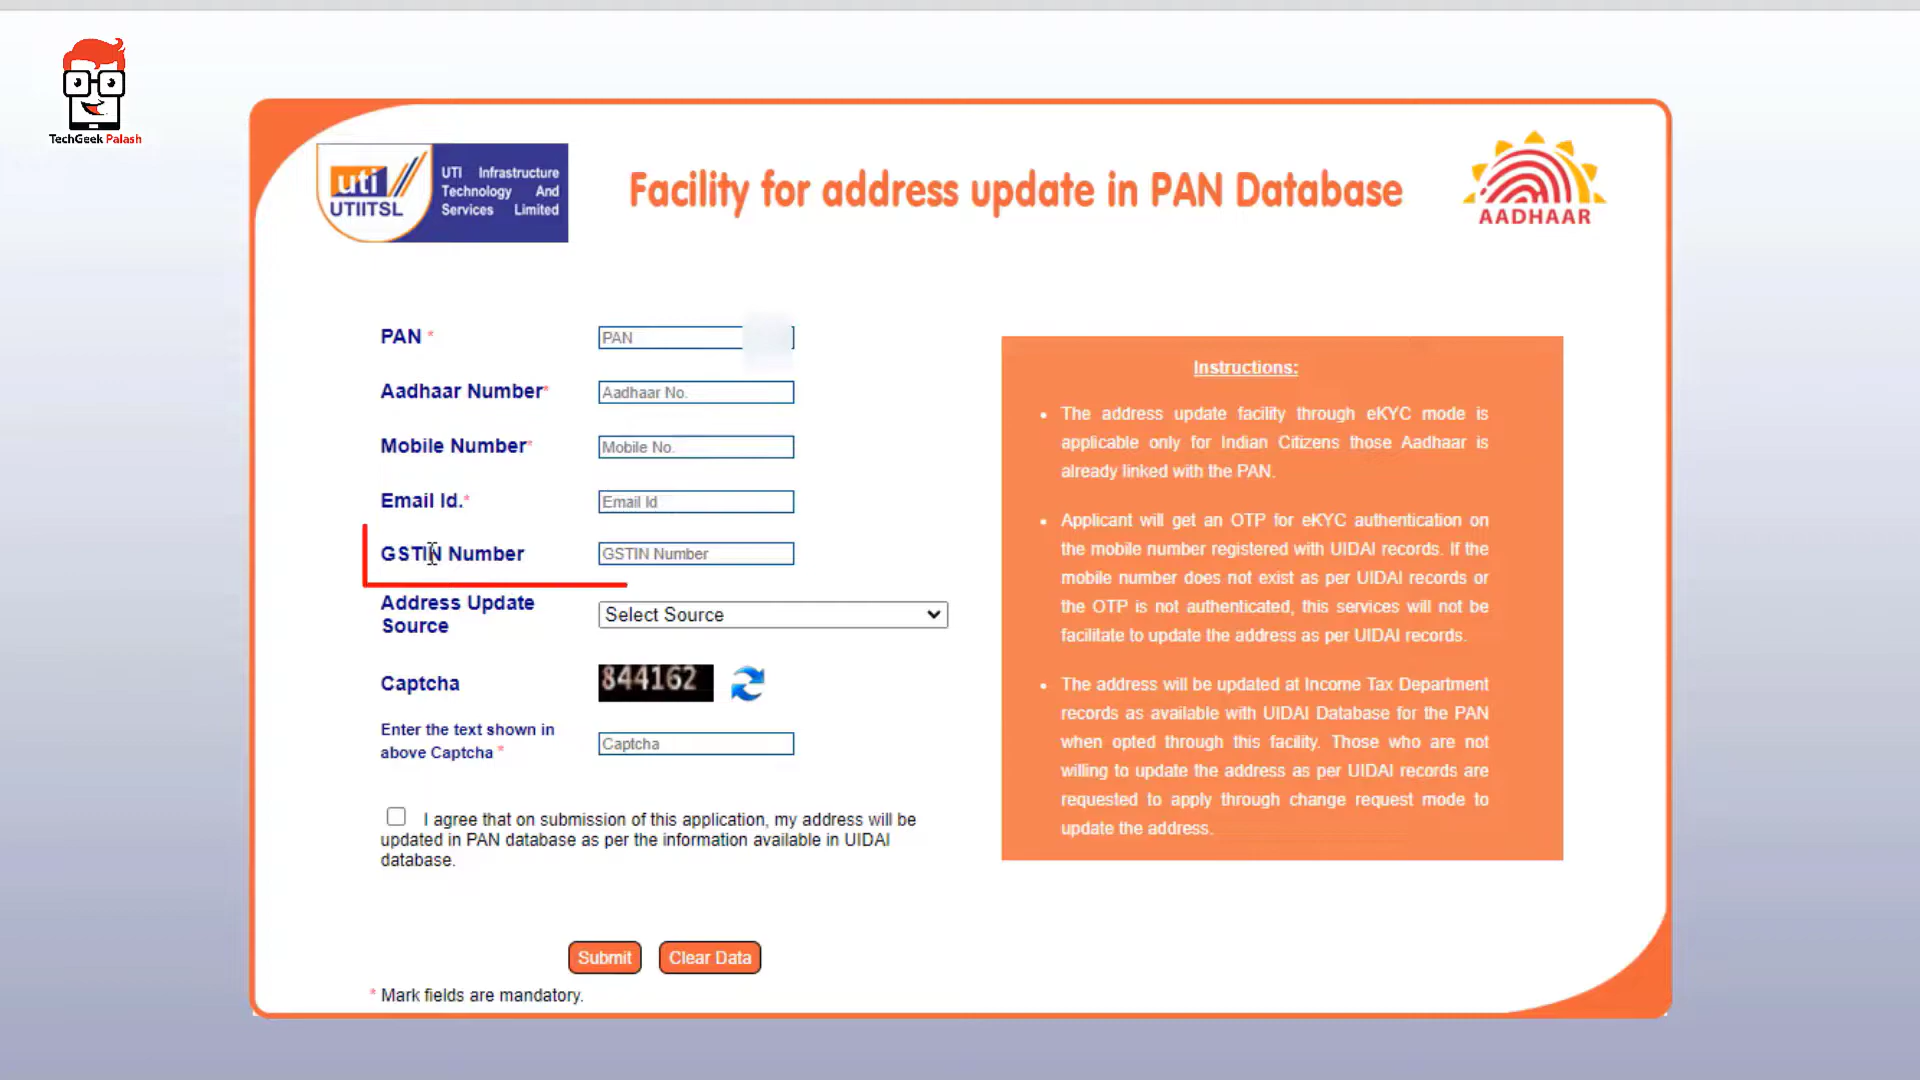 TechGeek Palash
uti
UTIITSL
UTI Infrastructure
Technology And
Services Limited
Facility for address update in PAN Database
AADHAAR
PAN *
PAN
Aadhaar Number*
Aadhaar No.
Mobile Number*
Mobile No.
Email Id.*
Email Id
GSTIN Number
GSTIN Number
Address Update
Source
Select Source
Captcha
844162
Enter the text shown in
above Captcha *
Captcha
I agree that on submission of this application, my address will be
updated in PAN database as per the information available in UIDAI
database.
Submit
Clear Data
* Mark fields are mandatory.
Instructions:
• The address update facility through eKYC mode is
applicable only for Indian Citizens those Aadhaar is
already linked with the PAN.
• Applicant will get an OTP for eKYC authentication on
the mobile number registered with UIDAI records. If the
mobile number does not exist as per UIDAI records or
the OTP is not authenticated, this services will not be
facilitate to update the address as per UIDAI records.
• The address will be updated at Income Tax Department
records as available with UIDAI Database for the PAN
when opted through this facility. Those who are not
willing to update the address as per UIDAI records are
requested to apply through change request mode to
update the address.